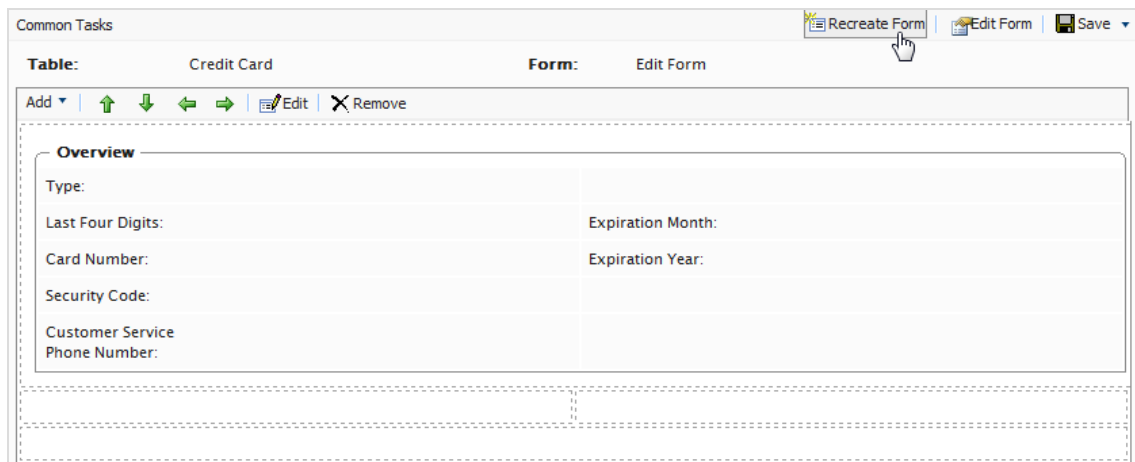 Common Tasks Recreate Form Edit Form Save
Table: Credit Card Form: Edit Form
Add Edit Remove
Overview
Type:
Last Four Digits: Expiration Month:
Card Number: Expiration Year:
Security Code:
Customer Service
Phone Number: